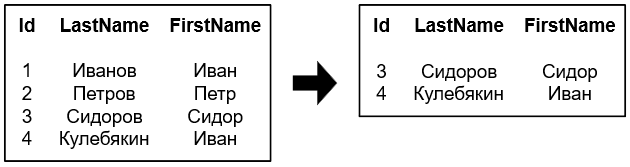 Id LastName FirstName
1 Иванов Иван
2 Петров Петр
3 Сидоров Сидор
4 Кулебякин Иван
Id LastName FirstName
3 Сидоров Сидор
4 Кулебякин Иван